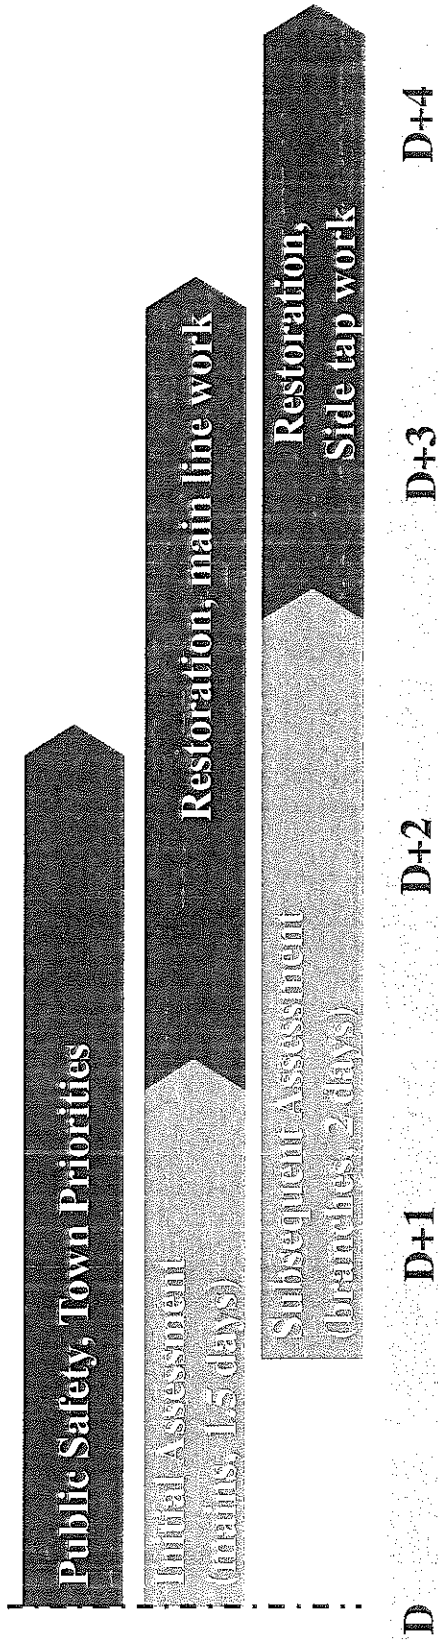 Public Safety, Town Priorities
Initial Assessment
(mains, 1.5 days)
Restoration, main line work
Subsequent Assessment
(branches, 2 days)
Restoration,
Side tap work
D
D+1
D+2
D+3
D+4